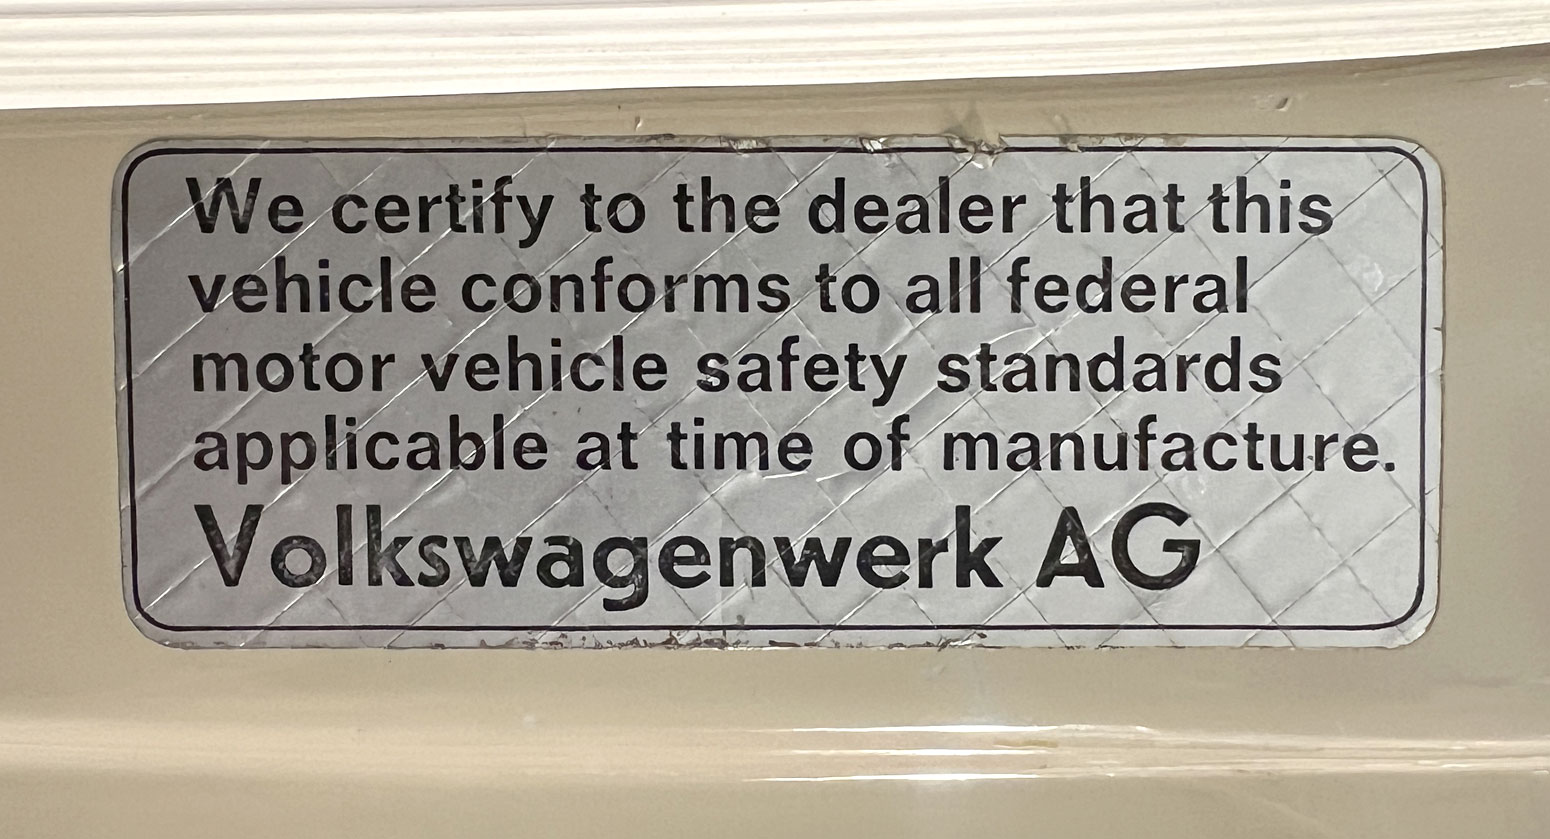 We certify to the dealer that this
vehicle conforms to all federal
motor vehicle safety standards
applicable at time of manufacture.
Volkswagenwerk AG